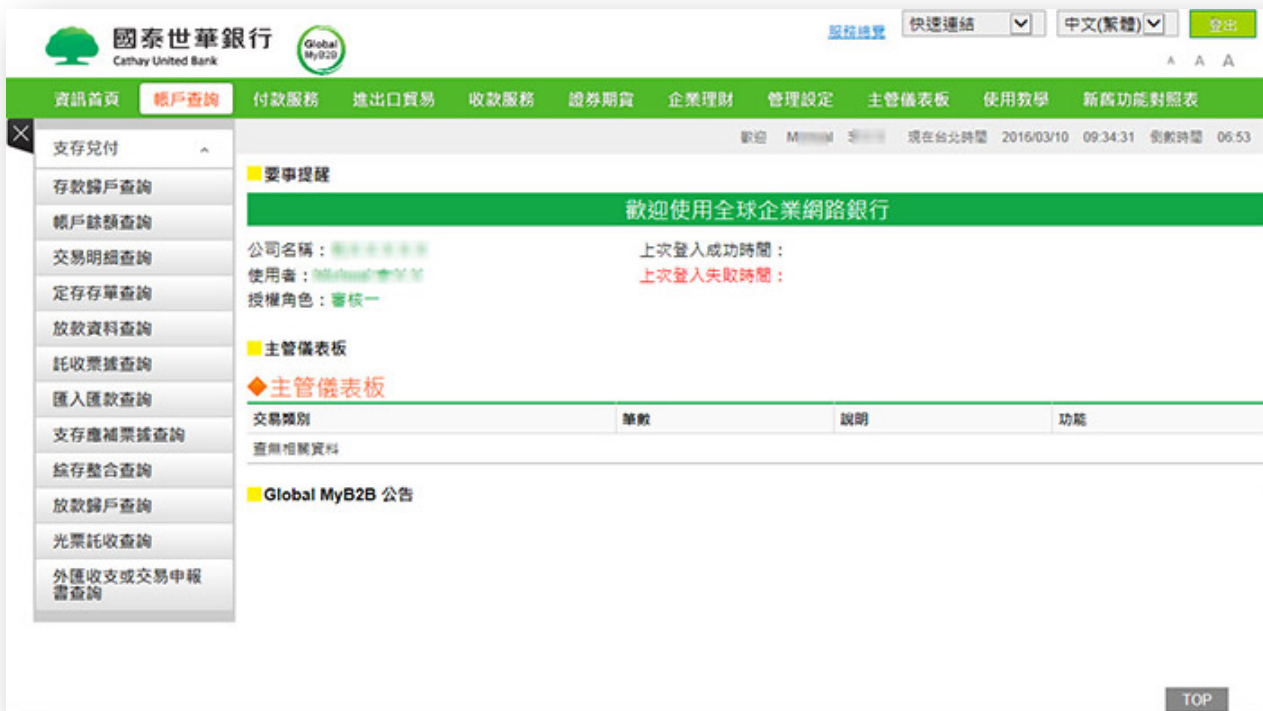 國泰世華銀行
Cathay United Bank
Global MyB2B
服務總覽
快速連結
中文(繁體)
登出
A A A
資訊首頁 帳戶查詢 付款服務 進出口貿易 收款服務 證券期貨 企業理財 管理設定 主管儀表板 使用教學 新舊功能對照表
歡迎 現在台北時間 2016/03/10 09:34:31 倒數時間 06:53
支存兌付
存款歸戶查詢
帳戶餘額查詢
交易明細查詢
定存存單查詢
放款資料查詢
託收票據查詢
匯入匯款查詢
支存應補票據查詢
綜存整合查詢
放款歸戶查詢
光票託收查詢
外匯收支或交易申報
書查詢
要事提醒
歡迎使用全球企業網路銀行
公司名稱：
上次登入成功時間：
使用者：
上次登入失敗時間：
授權角色：審核一
主管儀表板
主管儀表板
交易類別 筆數 說明 功能
查無相關資料
Global MyB2B 公告
TOP